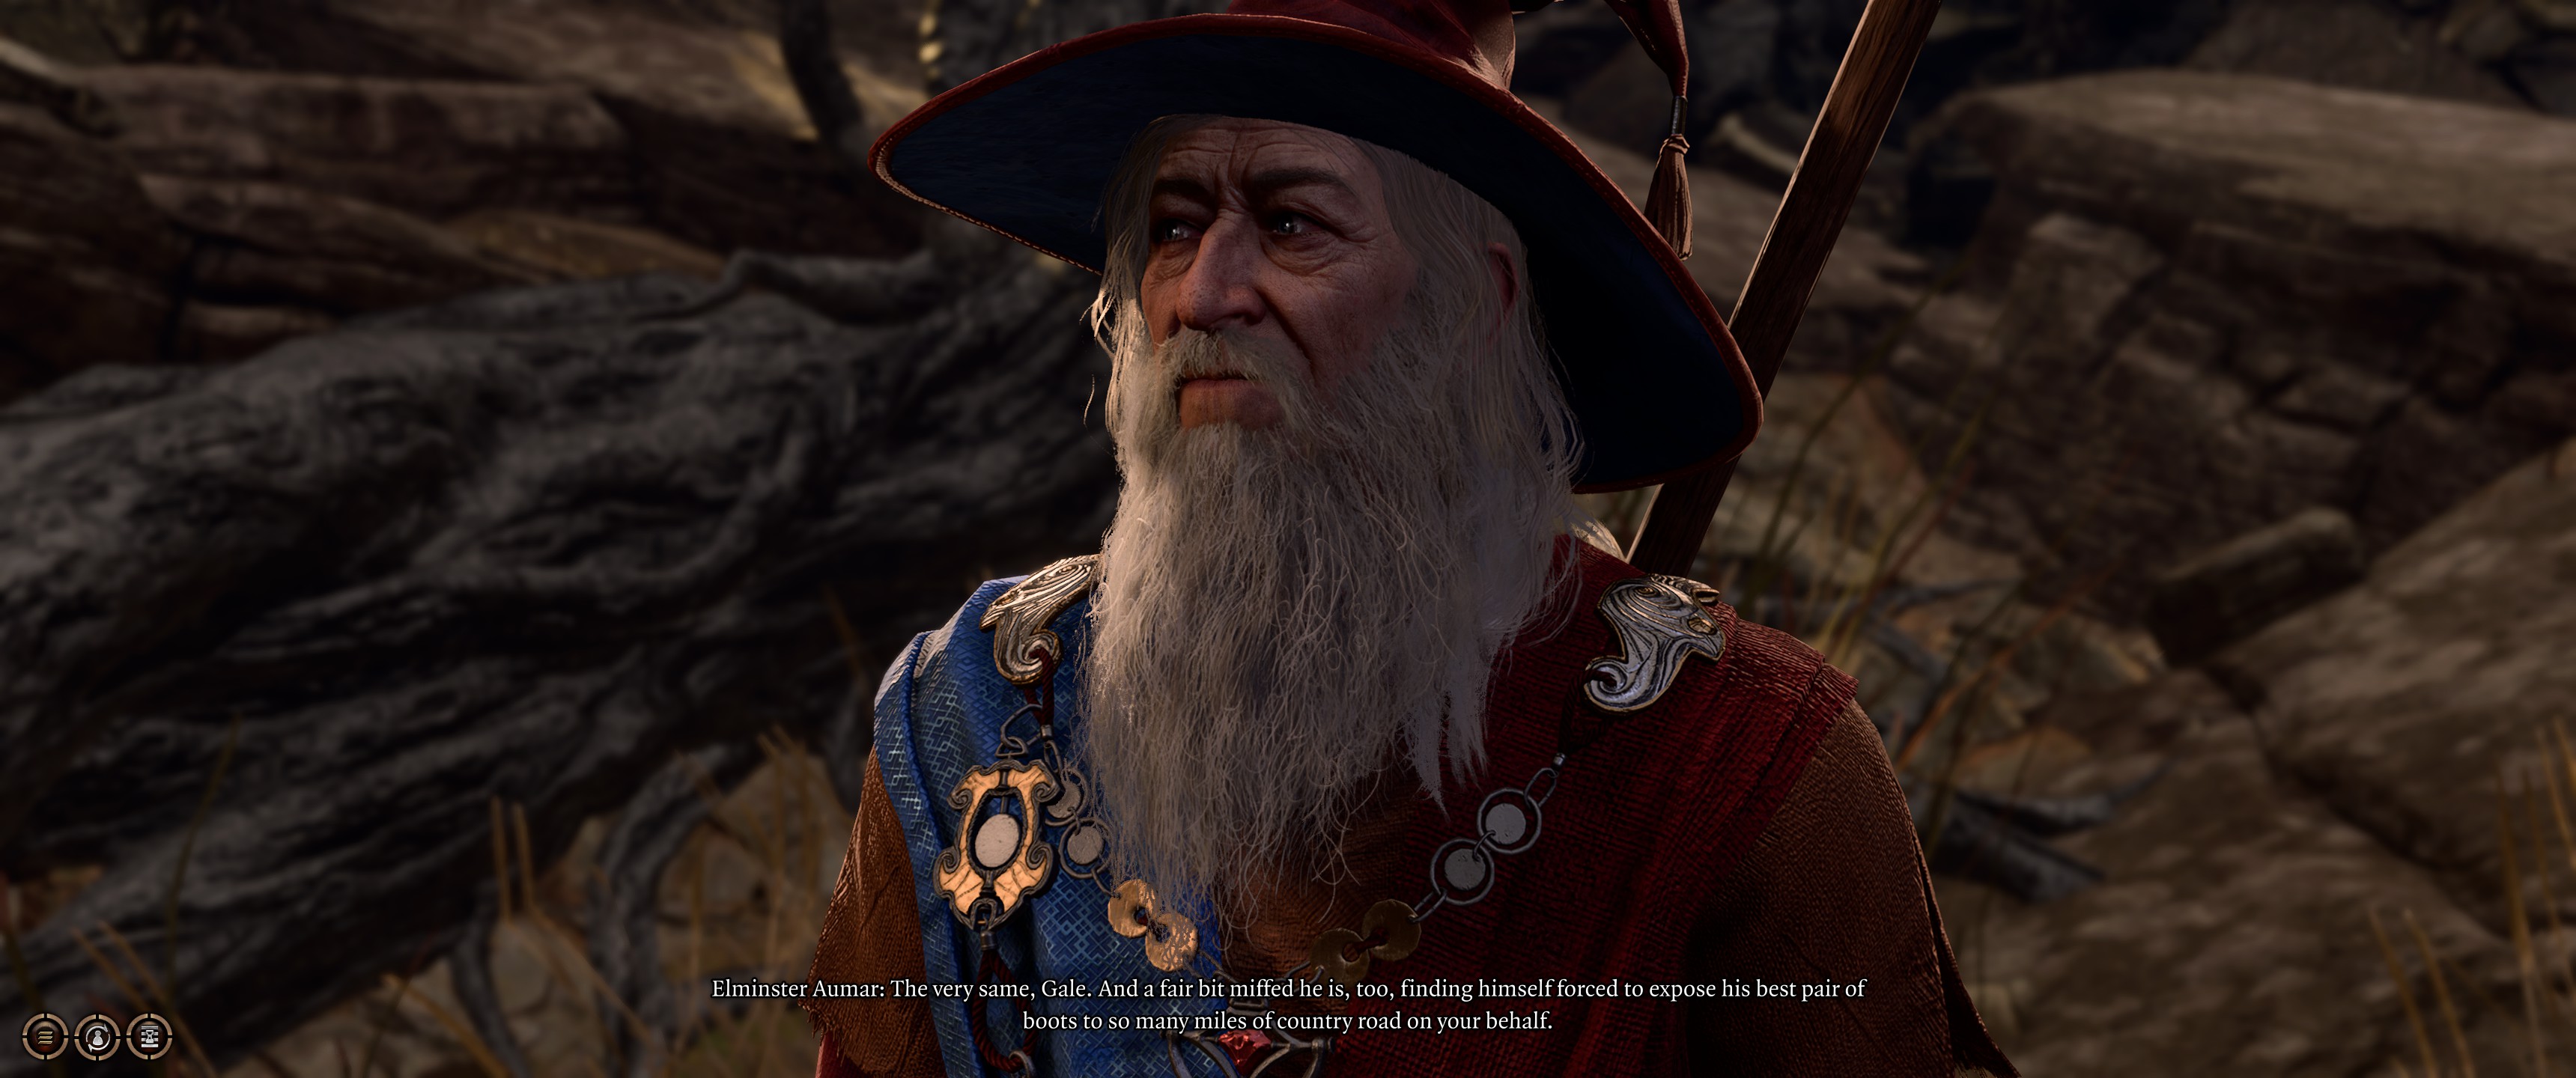 Elminster Aumar: The very same, Gale. And a fair bit miffed he is, too, finding himself forced to expose his best pair of
boots to so many miles of country road on your behalf.